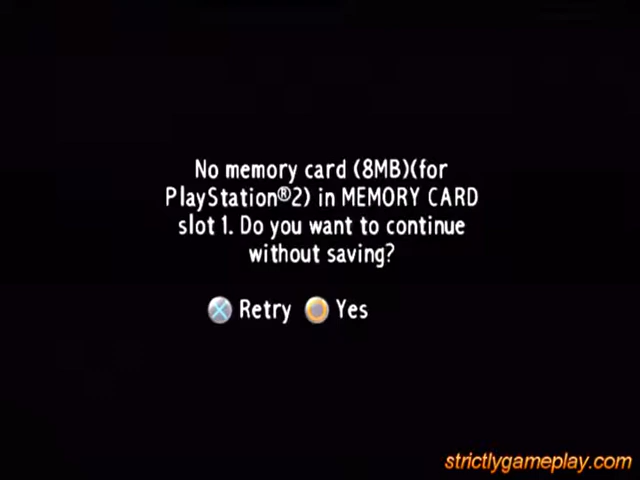 No memory card (8MB)(for
PlayStation®2) in MEMORY CARD
slot 1. Do you want to continue
without saving?
Retry Yes
strictlygameplay.com